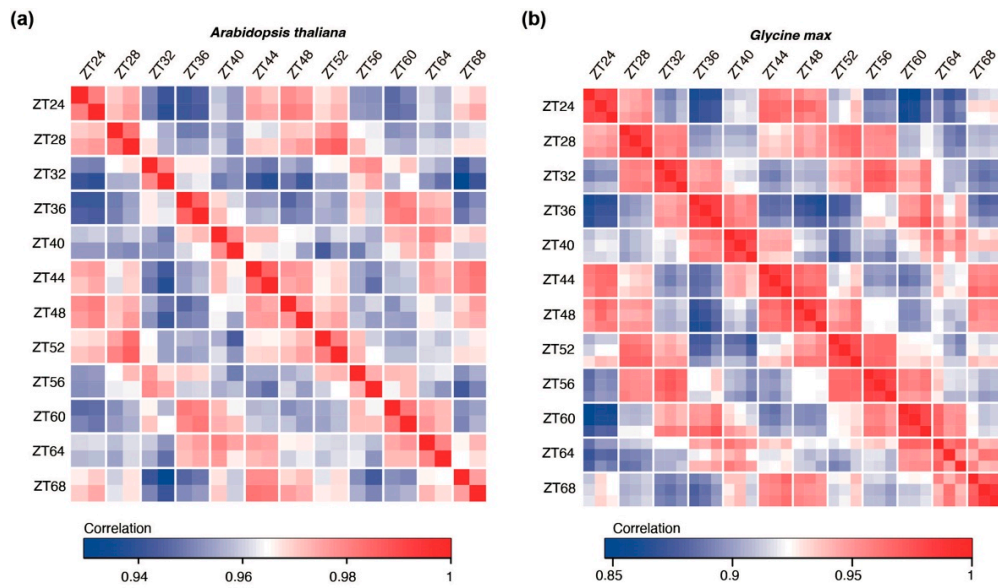 (a)
Arabidopsis thaliana
ZT24 ZT28 ZT32 ZT36 ZT40 ZT44 ZT48 ZT52 ZT56 ZT60 ZT64 ZT68
ZT24
ZT28
ZT32
ZT36
ZT40
ZT44
ZT48
ZT52
ZT56
ZT60
ZT64
ZT68
Correlation
0.94 0.96 0.98 1
(b)
Glycine max
ZT24 ZT28 ZT32 ZT36 ZT40 ZT44 ZT48 ZT52 ZT56 ZT60 ZT64 ZT68
ZT24
ZT28
ZT32
ZT36
ZT40
ZT44
ZT48
ZT52
ZT56
ZT60
ZT64
ZT68
Correlation
0.85 0.9 0.95 1